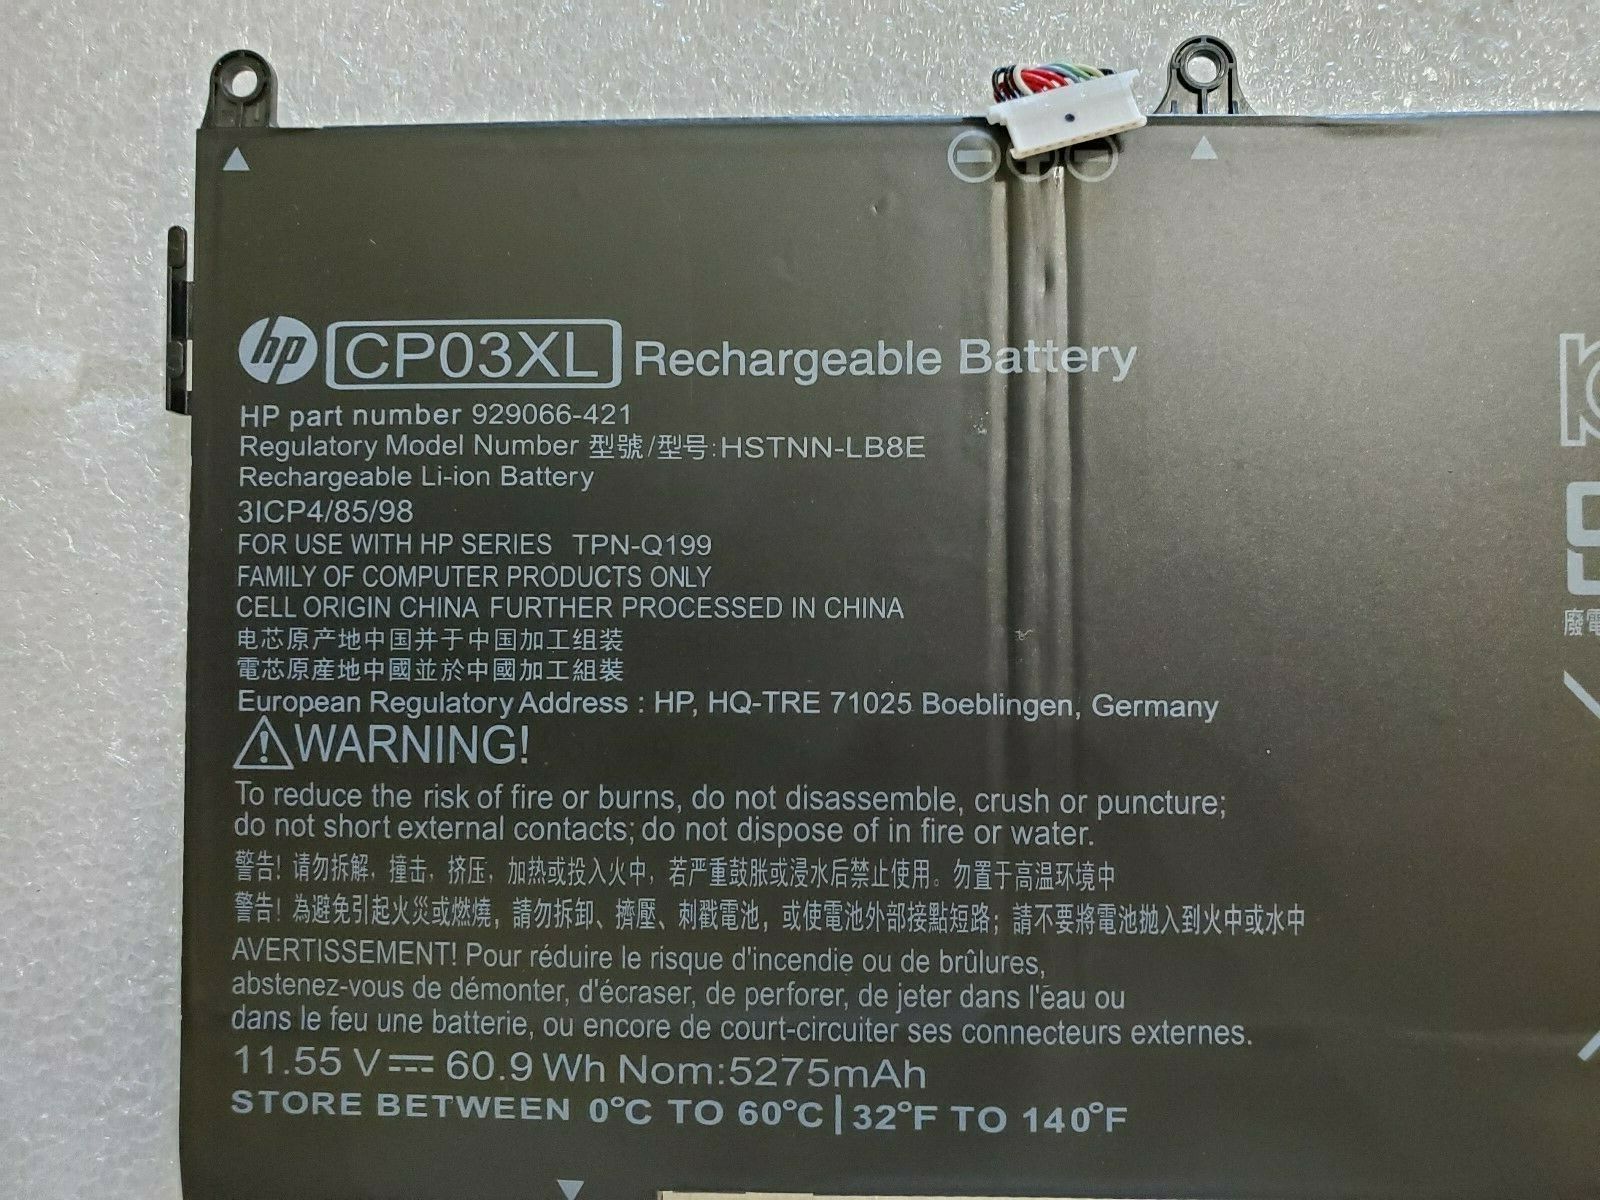 hp CP03XL Rechargeable Battery
HP part number 929066-421
Regulatory Model Number 型號/型号:HSTNN-LB8E
Rechargeable Li-ion Battery
3ICP4/85/98
FOR USE WITH HP SERIES TPN-Q199
FAMILY OF COMPUTER PRODUCTS ONLY
CELL ORIGIN CHINA FURTHER PROCESSED IN CHINA
电芯原产地中国并于中国加工组装
電芯原産地中國並於中國加工組裝
European Regulatory Address : HP, HQ-TRE 71025 Boeblingen, Germany
WARNING!
To reduce the risk of fire or burns, do not disassemble, crush or puncture;
do not short external contacts; do not dispose of in fire or water.
警告! 请勿拆解, 撞击, 挤压, 加热或投入火中, 若严重鼓胀或浸水后禁止使用。勿置于高温环境中
警告! 為避免引起火災或燃燒, 請勿拆卸、擠壓、刺戳電池, 或使電池外部接點短路; 請不要將電池拋入到火中或水中
AVERTISSEMENT! Pour réduire le risque d'incendie ou de brûlures,
abstenez-vous de démonter, d'écraser, de perforer, de jeter dans l'eau ou
dans le feu une batterie, ou encore de court-circuiter ses connecteurs externes.
11.55 V⎓ 60.9 Wh Nom:5275mAh
STORE BETWEEN 0°C TO 60°C | 32°F TO 140°F
廢